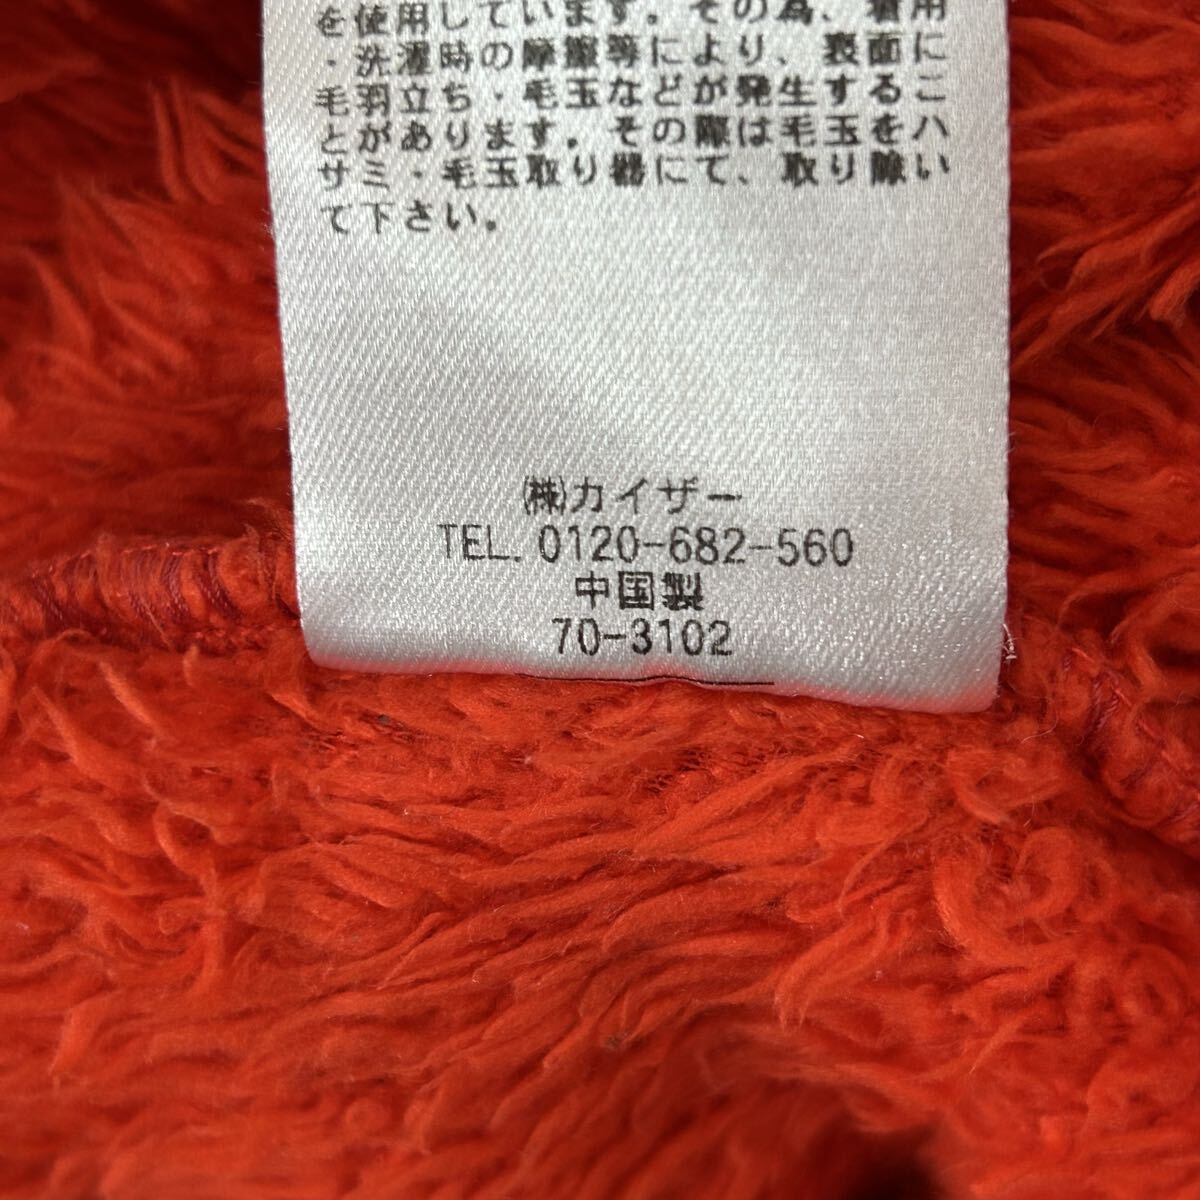 を使用しています。その為、着用
・洗濯時の摩擦等により、表面に
毛羽立ち・毛玉などが発生するこ
とがあります。その際は毛玉をハ
サミ・毛玉取り器にて、取り除い
て下さい。
㈱カイザー
TEL. 0120-682-560
中国製
70-3102